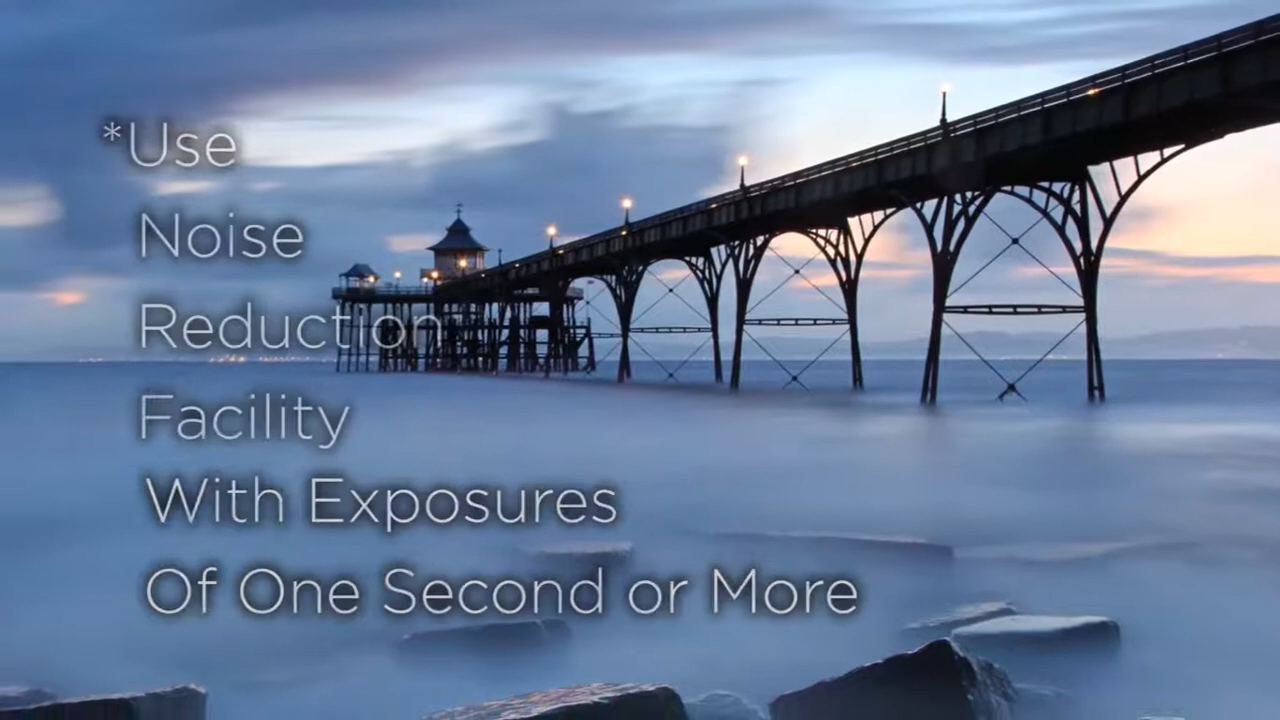 *Use
Noise
Reduction
Facility
With Exposures
Of One Second or More